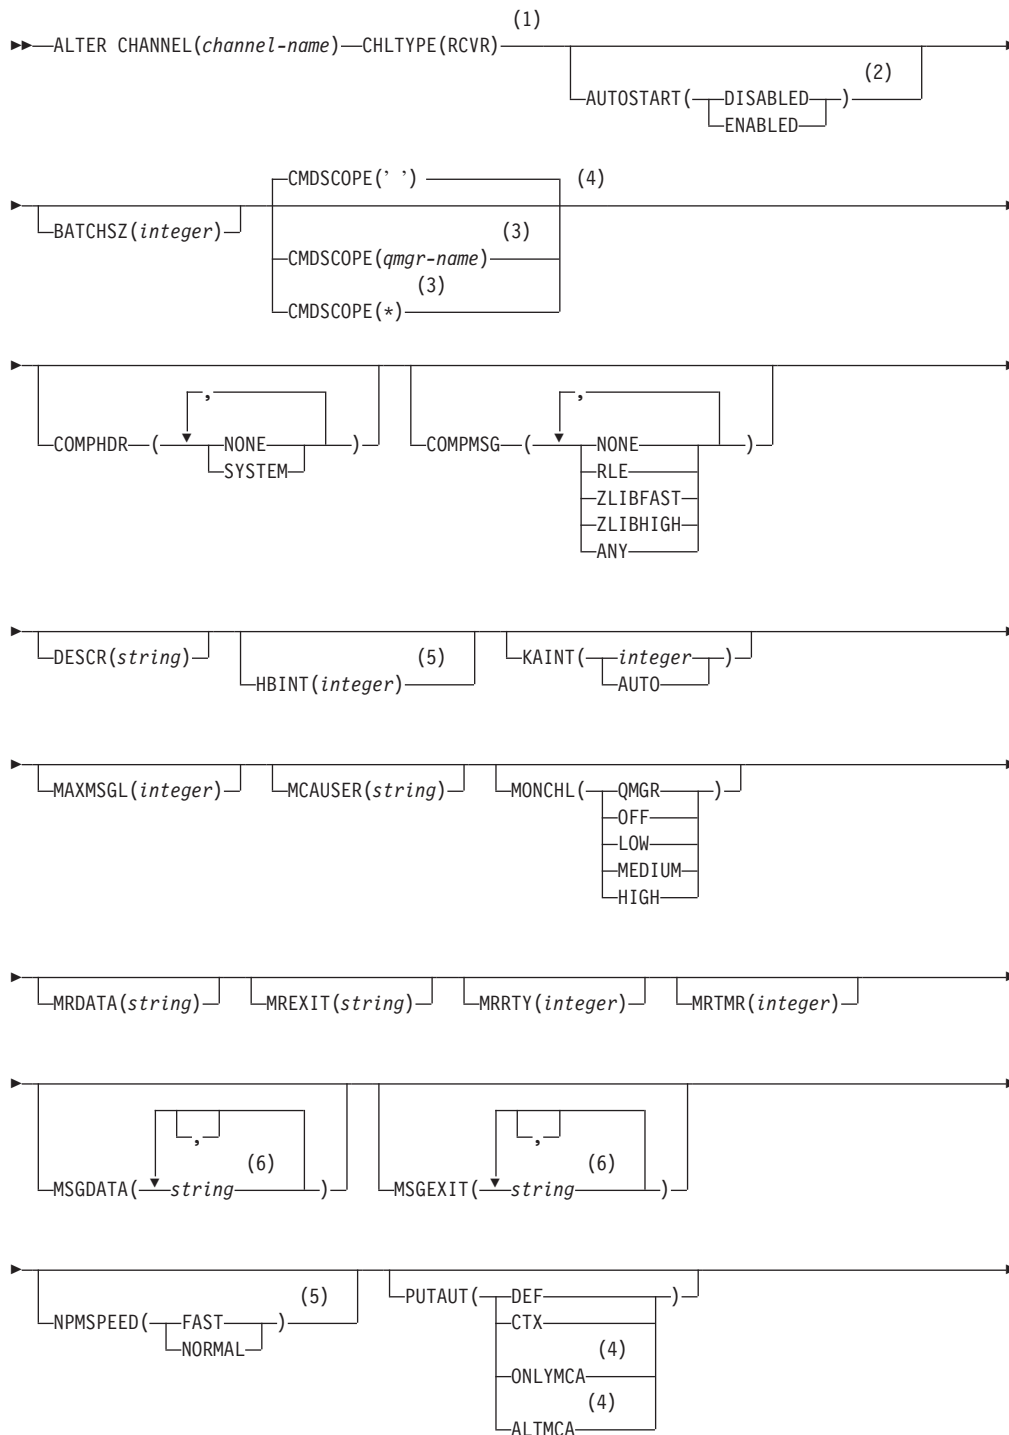 (1)
ALTER CHANNEL(channel-name) CHLTYPE(RCVR)
(2)
AUTOSTART( DISABLED )
ENABLED
CMDSCOPE(' ') (4)
BATCHSZ(integer)
(3)
CMDSCOPE(qmgr-name)
(3)
CMDSCOPE(*)
, ,
COMPHDR ( NONE ) COMPMSG ( NONE )
SYSTEM RLE
ZLIBFAST
ZLIBHIGH
ANY
DESCR(string) (5) KAINT( integer )
HBINT(integer) AUTO
MAXMSGL(integer) MCAUSER(string) MONCHL( QMGR )
OFF
LOW
MEDIUM
HIGH
MRDATA(string) MREXIT(string) MRRTY(integer) MRTMR(integer)
, ,
(6) (6)
MSGDATA( string ) MSGEXIT( string )
(5) PUTAUT( DEF )
NPMSPEED( FAST ) CTX
NORMAL (4)
ONLYMCA
(4)
ALTMCA